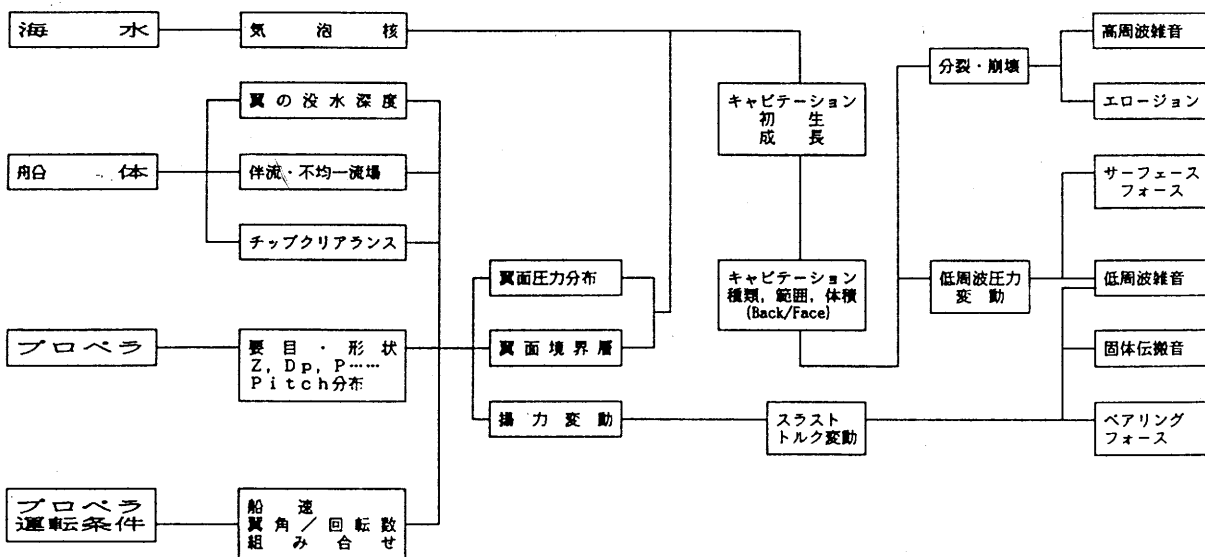 海水
気泡核
高周波雑音
分裂・崩壊
キャビテーション
初生
成長
エロージョン
翼の没水深度
船体
伴流・不均一流場
サーフェース
フォース
チップクリアランス
翼面圧力分布
キャビテーション
種類，範囲，体積
(Back/Face)
低周波圧力
変動
低周波雑音
プロペラ
要目・形状
Z，Dp，P……
Pitch分布
翼面境界層
固体伝搬音
揚力変動
スラスト
トルク変動
ベアリング
フォース
プロペラ
運転条件
船速
翼角／回転数
組み合せ